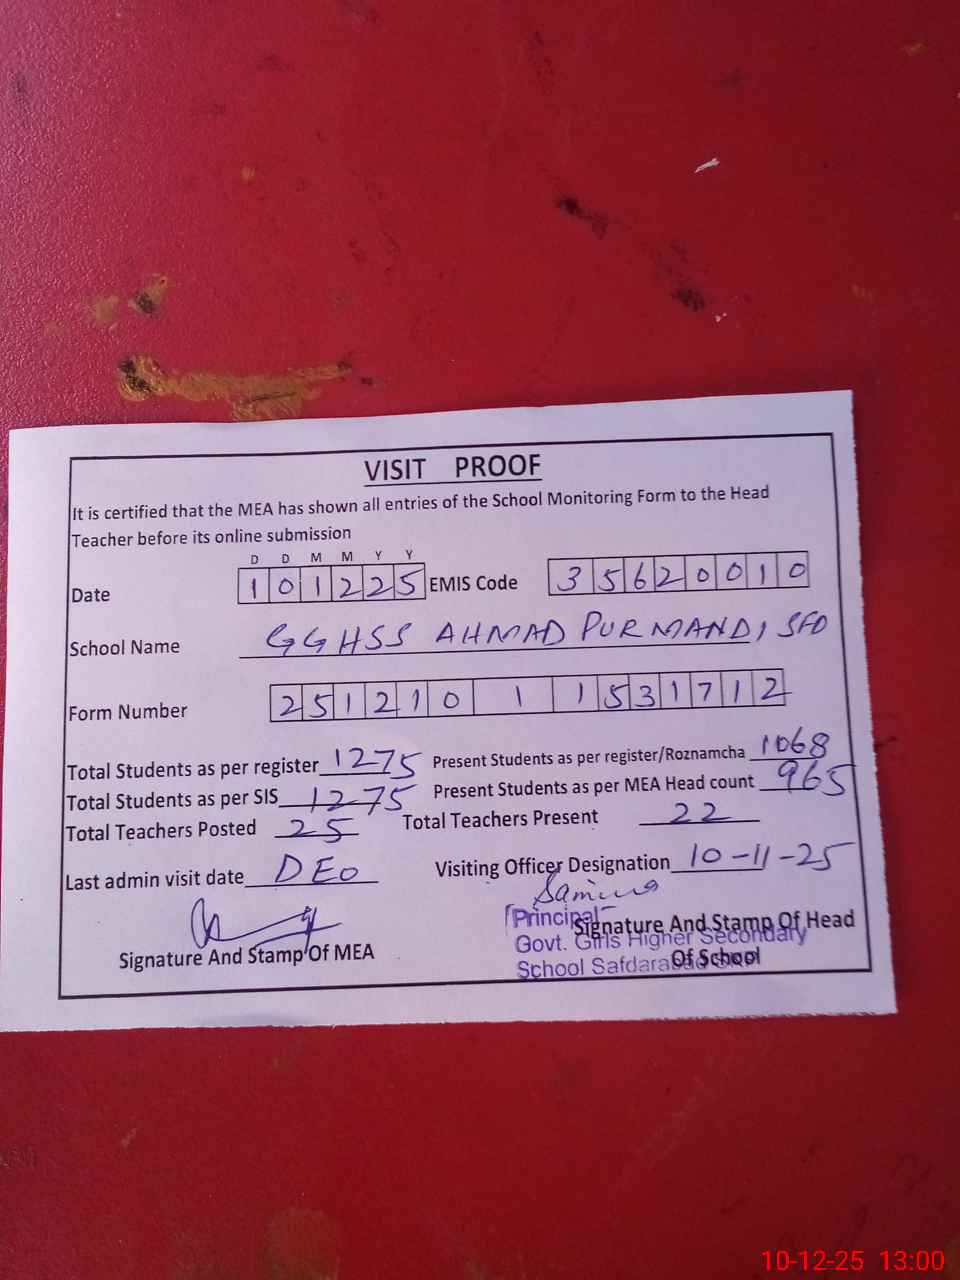 VISIT PROOF
It is certified that the MEA has shown all entries of the School Monitoring Form to the Head
Teacher before its online submission
D D M M Y Y
Date 1 0 1 2 2 5 EMIS Code 3 5 6 2 0 0 1 0
School Name GGHSS AHMAD PUR MANDI SFD
Form Number 2 5 1 2 1 0 1 1 5 3 1 7 1 2
Total Students as per register 1275 Present Students as per register/Roznamcha 1068
Total Students as per SIS 1275 Present Students as per MEA Head count 965
Total Teachers Posted 25 Total Teachers Present 22
Last admin visit date DEO Visiting Officer Designation 10-11-25
Samina
Principal
Signature And Stamp Of MEA Signature And Stamp Of Head
Govt. Girls Higher Secondary
Of School
School Safdarabad
10-12-25 13:00